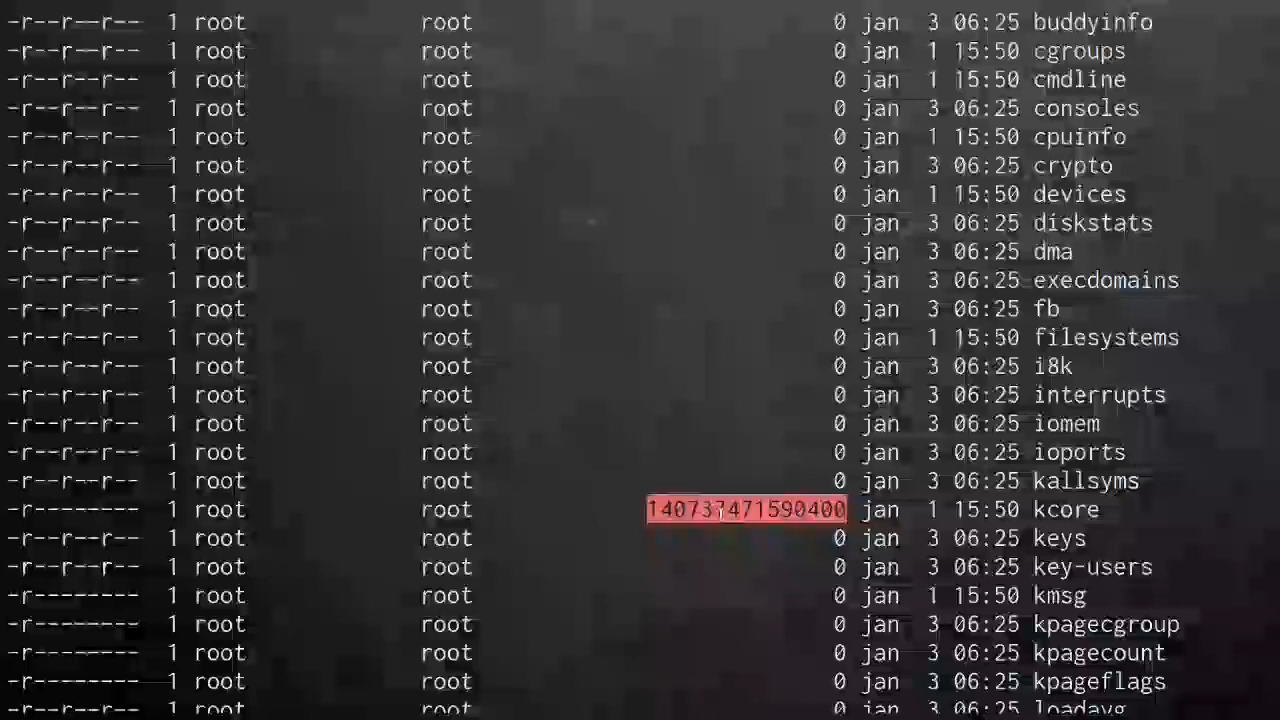 -r--r--r-- 1 root root 0 jan 3 06:25 buddyinfo
-r--r--r-- 1 root root 0 jan 1 15:50 cgroups
-r--r--r-- 1 root root 0 jan 1 15:50 cmdline
-r--r--r-- 1 root root 0 jan 3 06:25 consoles
-r--r--r-- 1 root root 0 jan 1 15:50 cpuinfo
-r--r--r-- 1 root root 0 jan 3 06:25 crypto
-r--r--r-- 1 root root 0 jan 1 15:50 devices
-r--r--r-- 1 root root 0 jan 3 06:25 diskstats
-r--r--r-- 1 root root 0 jan 3 06:25 dma
-r--r--r-- 1 root root 0 jan 3 06:25 execdomains
-r--r--r-- 1 root root 0 jan 3 06:25 fb
-r--r--r-- 1 root root 0 jan 1 15:50 filesystems
-r--r--r-- 1 root root 0 jan 3 06:25 i8k
-r--r--r-- 1 root root 0 jan 3 06:25 interrupts
-r--r--r-- 1 root root 0 jan 3 06:25 iomem
-r--r--r-- 1 root root 0 jan 3 06:25 ioports
-r--r--r-- 1 root root 0 jan 3 06:25 kallsyms
-r-------- 1 root root 140737471590400 jan 1 15:50 kcore
-r--r--r-- 1 root root 0 jan 3 06:25 keys
-r--r--r-- 1 root root 0 jan 3 06:25 key-users
-r-------- 1 root root 0 jan 1 15:50 kmsg
-r-------- 1 root root 0 jan 3 06:25 kpagecgroup
-r-------- 1 root root 0 jan 3 06:25 kpagecount
-r-------- 1 root root 0 jan 3 06:25 kpageflags
-r--r--r-- 1 root root 0 jan 3 06:25 loadavg